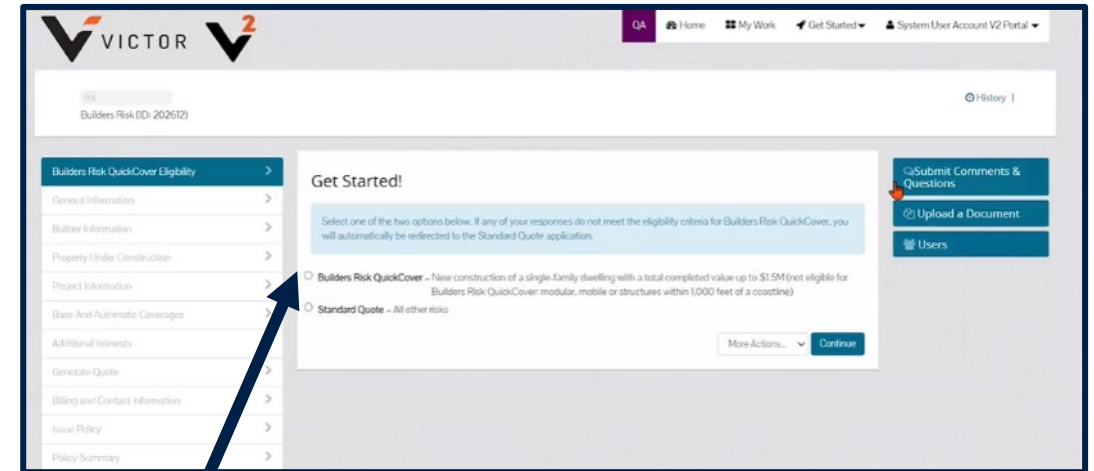 VICTOR V2
QA Home My Work Get Started System User Account V2 Portal
Builders Risk (ID: 202612)
History |
Builders Risk QuickCover Eligibility
General Information
Builder Information
Property Under Construction
Project Information
Base And Automatic Coverages
Additional Interests
Generate Quote
Billing and Contact Information
Issue Policy
Policy Summary
Get Started!
Select one of the two options below. If any of your responses do not meet the eligibility criteria for Builders Risk QuickCover, you
will automatically be redirected to the Standard Quote application.
Builders Risk QuickCover – New construction of a single-family dwelling with a total completed value up to $1.5M (not eligible for
Builders Risk QuickCover: modular, mobile or structures within 1,000 feet of a coastline)
Standard Quote – All other risks
More Actions... Continue
Submit Comments &
Questions
Upload a Document
Users